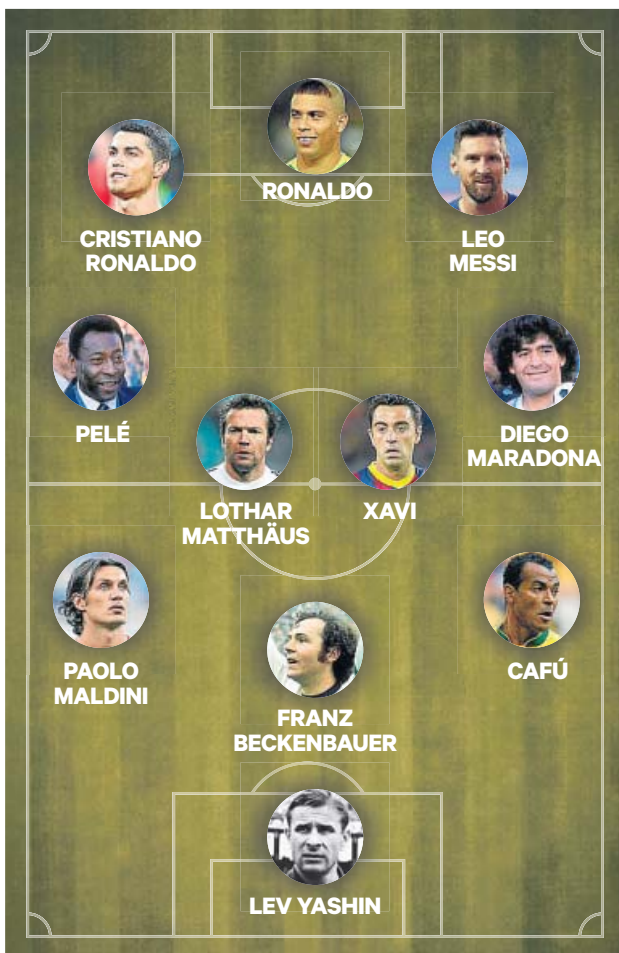 RONALDO
CRISTIANO
RONALDO
LEO
MESSI
PELÉ
DIEGO
MARADONA
LOTHAR
MATTHÄUS
XAVI
PAOLO
MALDINI
CAFÚ
FRANZ
BECKENBAUER
LEV YASHIN